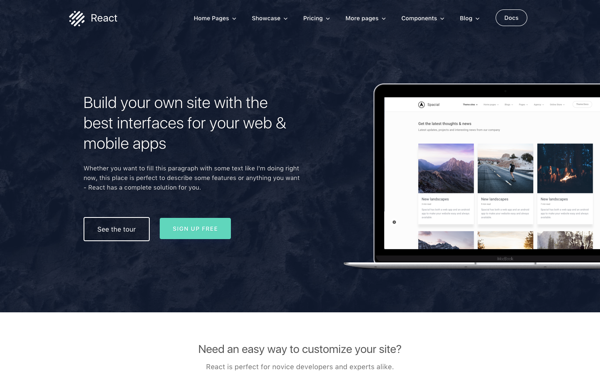 React
Home Pages
Showcase
Pricing
More pages
Components
Blog
Docs
Build your own site with the
best interfaces for your web &
mobile apps
Whether you want to fill this paragraph with some text like I'm doing right
now, this place is perfect to describe some features or anything you want
- React has a complete solution for you.
See the tour
SIGN UP FREE
Get the latest thoughts & news
New landscapes
New landscapes
New landscapes
Need an easy way to customize your site?
React is perfect for novice developers and experts alike.